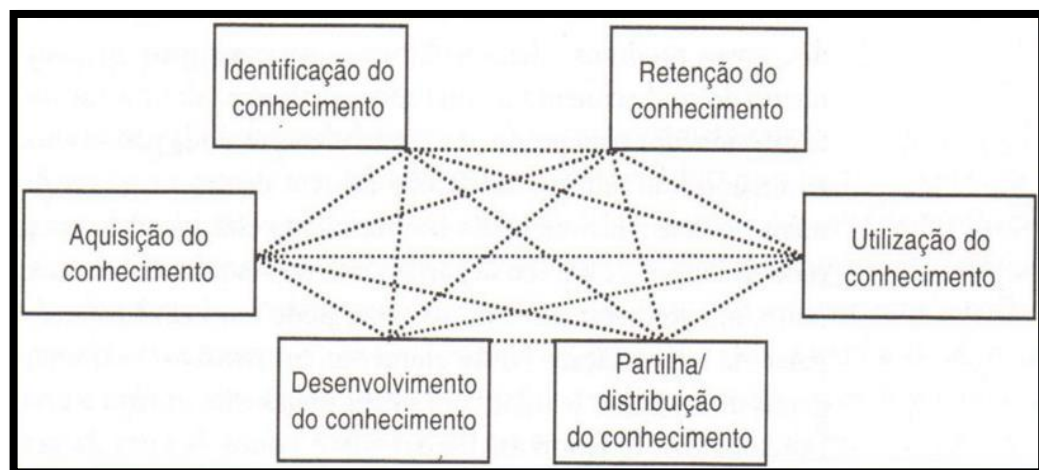 Identificação do
conhecimento
Retenção do
conhecimento
Aquisição do
conhecimento
Utilização do
conhecimento
Desenvolvimento
do conhecimento
Partilha/
distribuição
do conhecimento